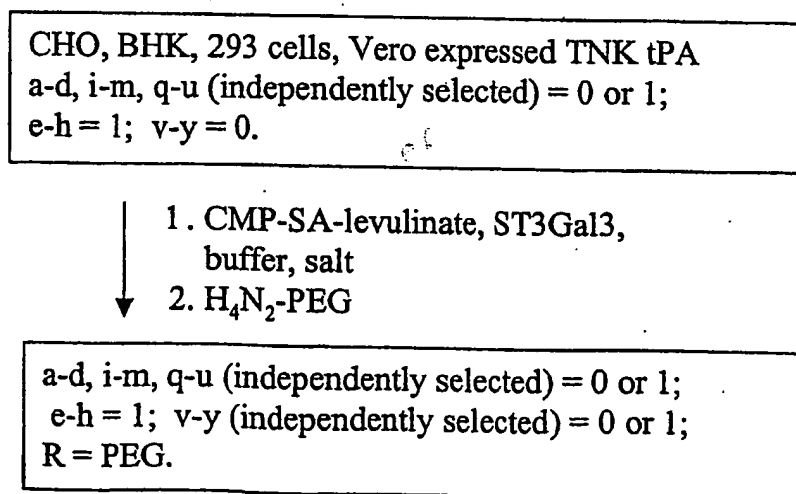 CHO, BHK, 293 cells, Vero expressed TNK tPA
a-d, i-m, q-u (independently selected) = 0 or 1;
e-h = 1; v-y = 0.
1. CMP-SA-levulinate, ST3Gal3,
buffer, salt
2. H₄N₂-PEG
a-d, i-m, q-u (independently selected) = 0 or 1;
e-h = 1; v-y (independently selected) = 0 or 1;
R = PEG.